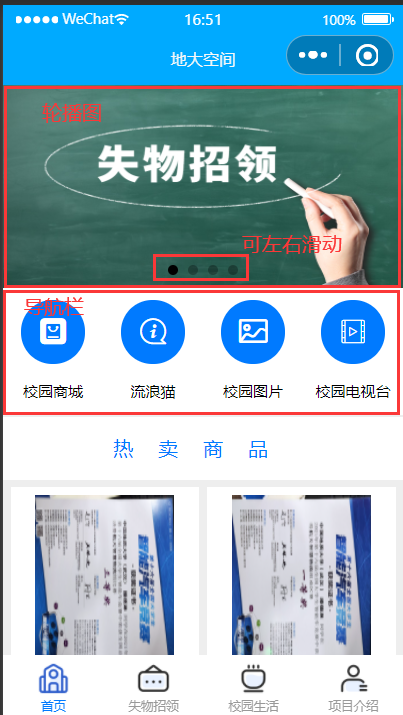 WeChat 16:51 100%
地大空间
轮播图
失物招领
可左右滑动
导航栏
校园商城 流浪猫 校园图片 校园电视台
热卖商品
首页 失物招领 校园生活 项目介绍